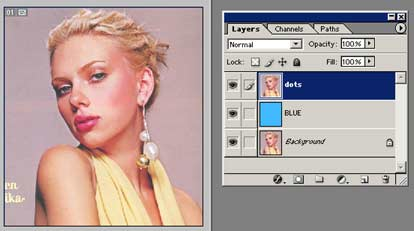 01
en
ika-
Layers Channels Paths
Normal Opacity: 100%
Lock: Fill: 100%
dots
BLUE
Background